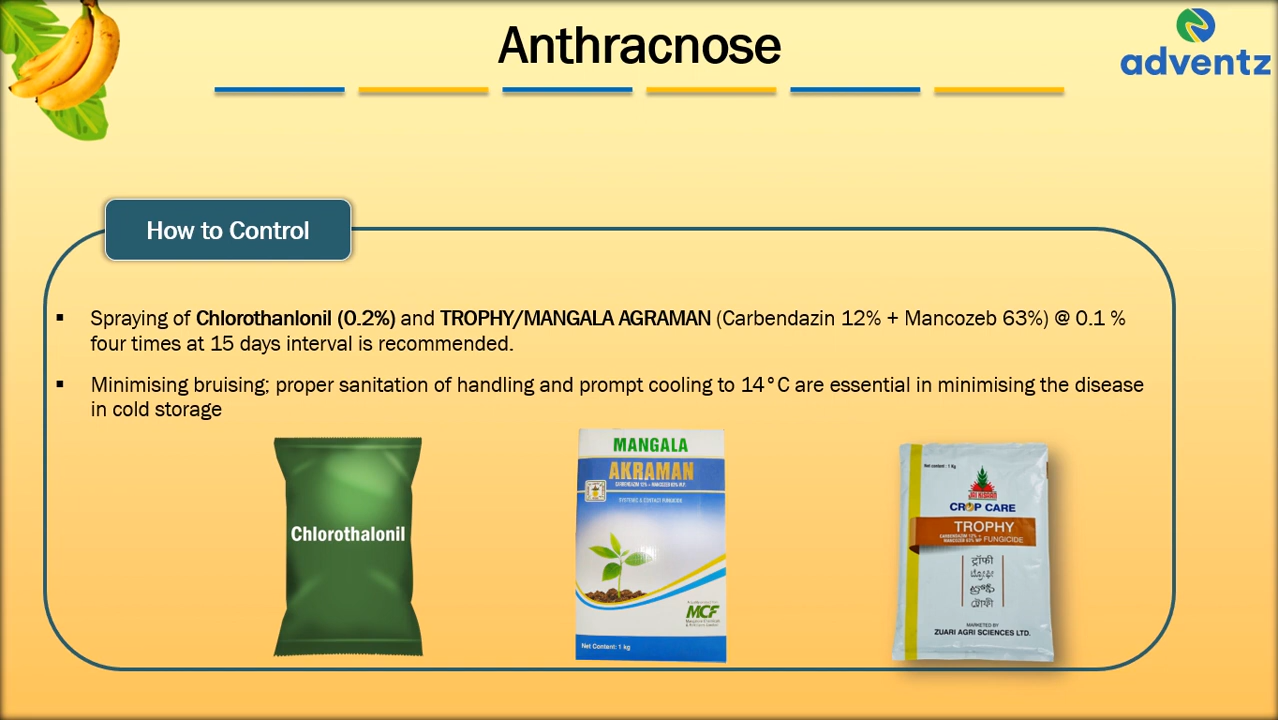 Anthracnose
adventz
How to Control
▪ Spraying of Chlorothanlonil (0.2%) and TROPHY/MANGALA AGRAMAN (Carbendazin 12% + Mancozeb 63%) @ 0.1 %
four times at 15 days interval is recommended.
▪ Minimising bruising; proper sanitation of handling and prompt cooling to 14°C are essential in minimising the disease
in cold storage
Chlorothalonil
MANGALA
AKRAMAN
CARBENDAZIM 12% + MANCOZEB 63% W.P.
SYSTEMIC & CONTACT FUNGICIDE
MCF
Net Content: 1 kg
Net content : 1 Kg
JAI KISAAN
CROP CARE
TROPHY
CARBENDAZIM 12% +
MANCOZEB 63% WP FUNGICIDE
ट्रॉफी
MARKETED BY
ZUARI AGRI SCIENCES LTD.